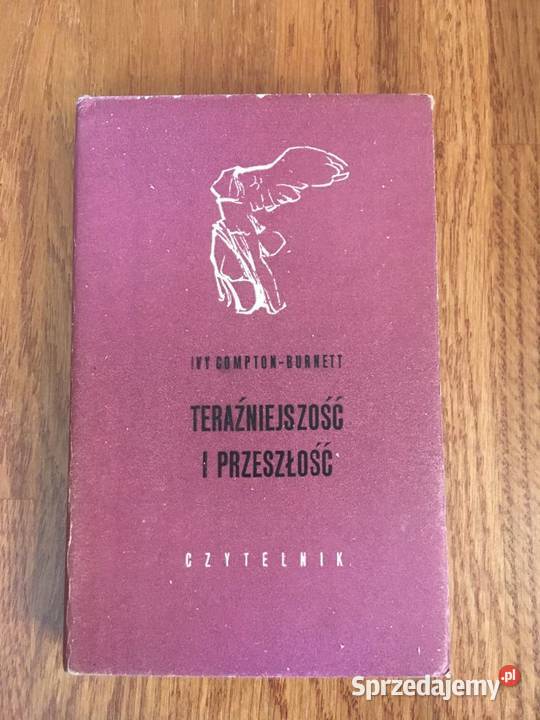 IVY COMPTON-BURNETT
TERAŹNIEJSZOŚĆ
I PRZESZŁOŚĆ
CZYTELNIK
Sprzedajemy.pl